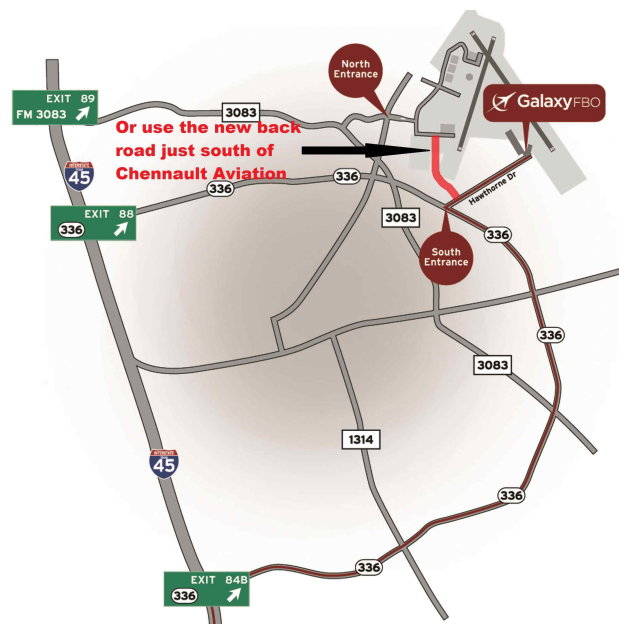 North
Entrance
GalaxyFBO
EXIT 89
FM 3083
3083
Or use the new back
road just south of
Chennault Aviation
INTERSTATE
45
336
336
Hawthorne Dr
EXIT 88
336
3083
336
South
Entrance
336
3083
1314
INTERSTATE
45
336
336
EXIT 84B
336